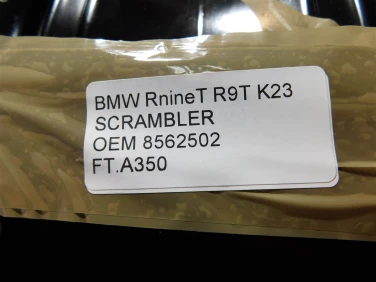 BMW RnineT R9T K23
SCRAMBLER
OEM 8562502
FT.A350